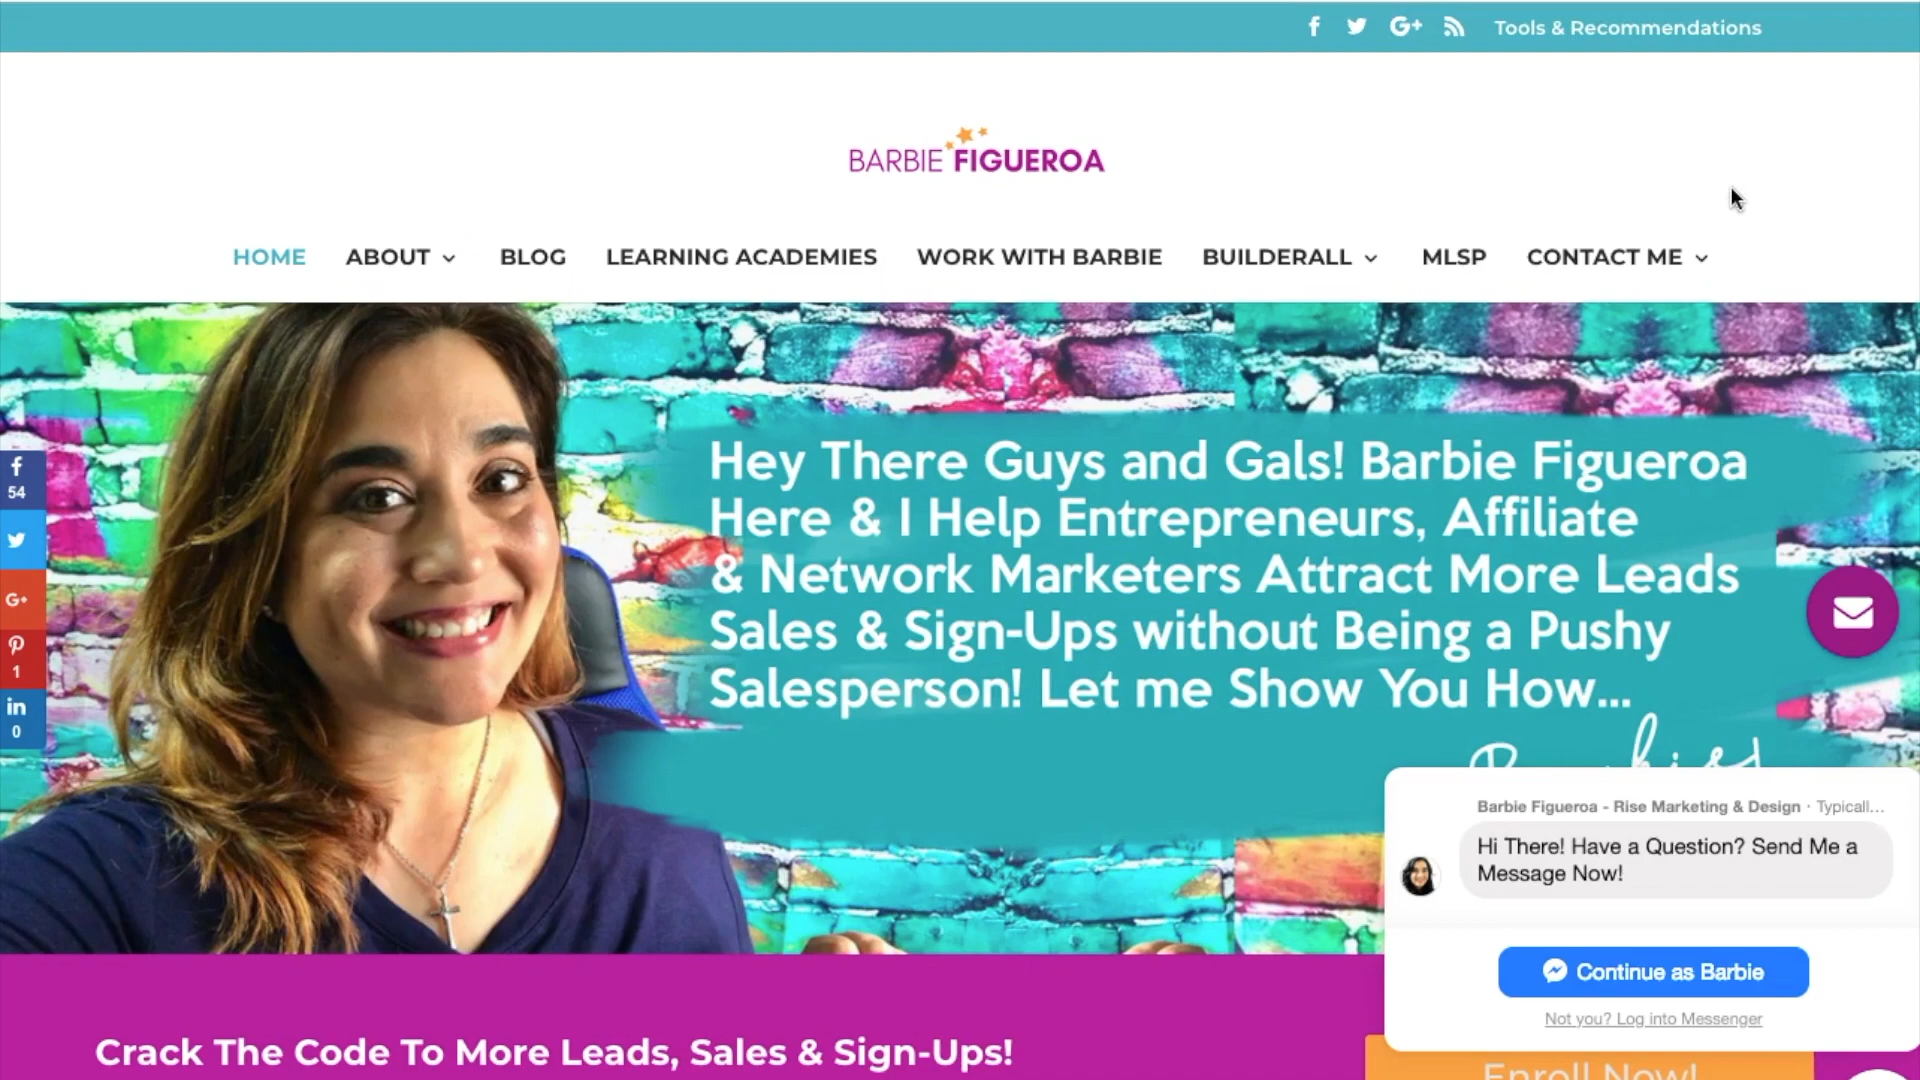 Tools & Recommendations
BARBIE FIGUEROA
HOME
ABOUT
BLOG
LEARNING ACADEMIES
WORK WITH BARBIE
BUILDERALL
MLSP
CONTACT ME
54
G+
1
in
0
Hey There Guys and Gals! Barbie Figueroa
Here & I Help Entrepreneurs, Affiliate
& Network Marketers Attract More Leads
Sales & Sign-Ups without Being a Pushy
Salesperson! Let me Show You How...
Barbie Figueroa - Rise Marketing & Design · Typicall...
Hi There! Have a Question? Send Me a
Message Now!
Continue as Barbie
Not you? Log into Messenger
Crack The Code To More Leads, Sales & Sign-Ups!
Enroll Now!